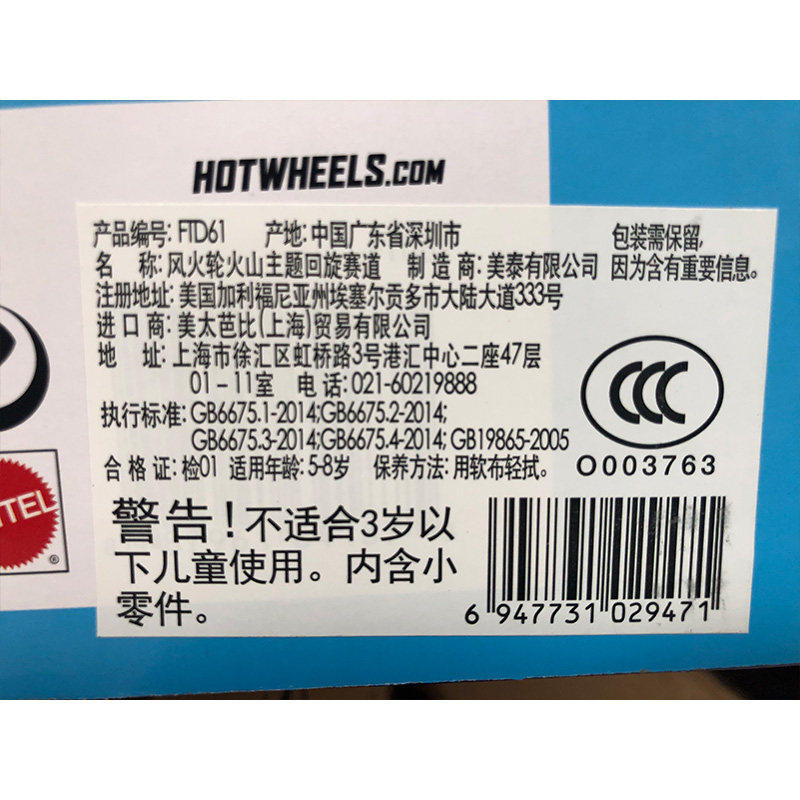 HOTWHEELS.COM
产品编号: FTD61 产地: 中国广东省深圳市 包装需保留,
名 称: 风火轮火山主题回旋赛道 制 造 商: 美泰有限公司 因为含有重要信息。
注册地址: 美国加利福尼亚州埃塞尔贡多市大陆大道333号
进 口 商: 美太芭比(上海)贸易有限公司
地 址: 上海市徐汇区虹桥路3号港汇中心二座47层
01-11室 电 话: 021-60219888
执行标准: GB6675.1-2014;GB6675.2-2014;
GB6675.3-2014;GB6675.4-2014; GB19865-2005
合 格 证: 检01 适用年龄: 5-8岁 保养方法: 用软布轻拭。
CCC
O003763
TEL
®
警告!不适合3岁以
下儿童使用。内含小
零件。
6 947731 029471